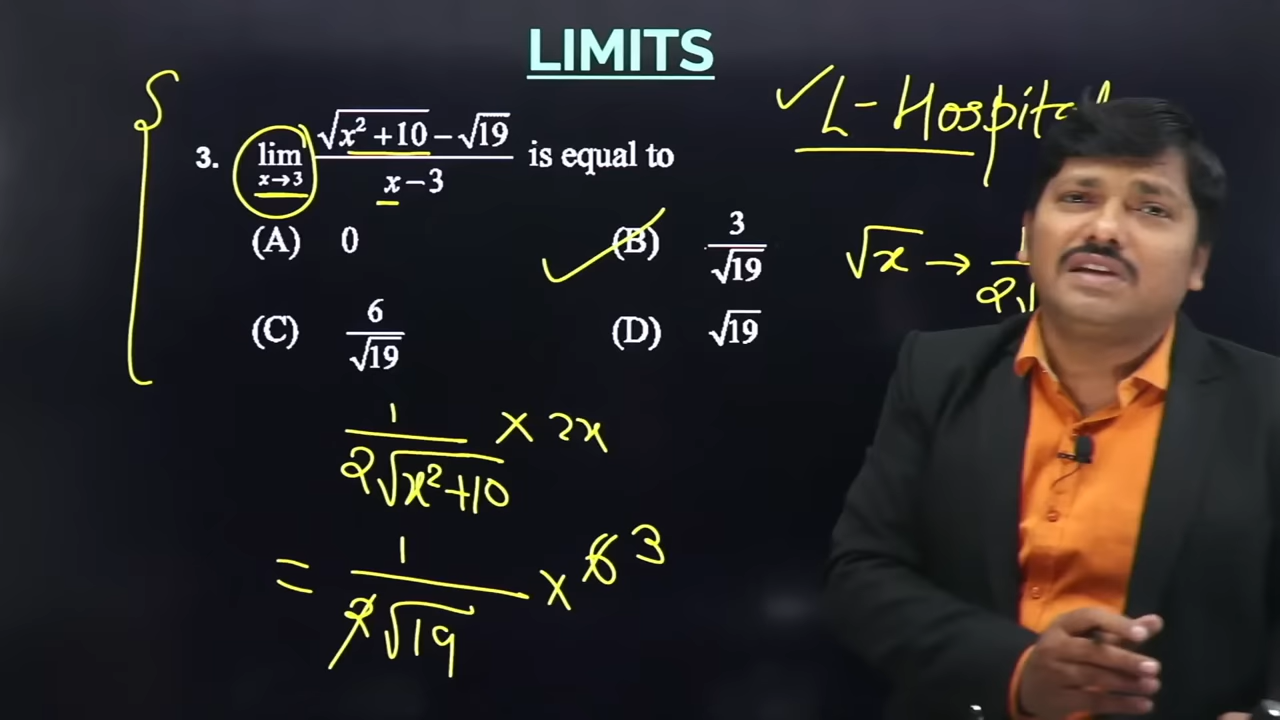 LIMITS
✓ L-Hospital
3. lim x→3 (√(x² + 10) − √19)/(x − 3) is equal to
(A) 0
(B) 3/√19
(C) 6/√19
(D) √19
√x →
1/(2√(x²+10)) × 2x
= 1/(2√19) × 6 3